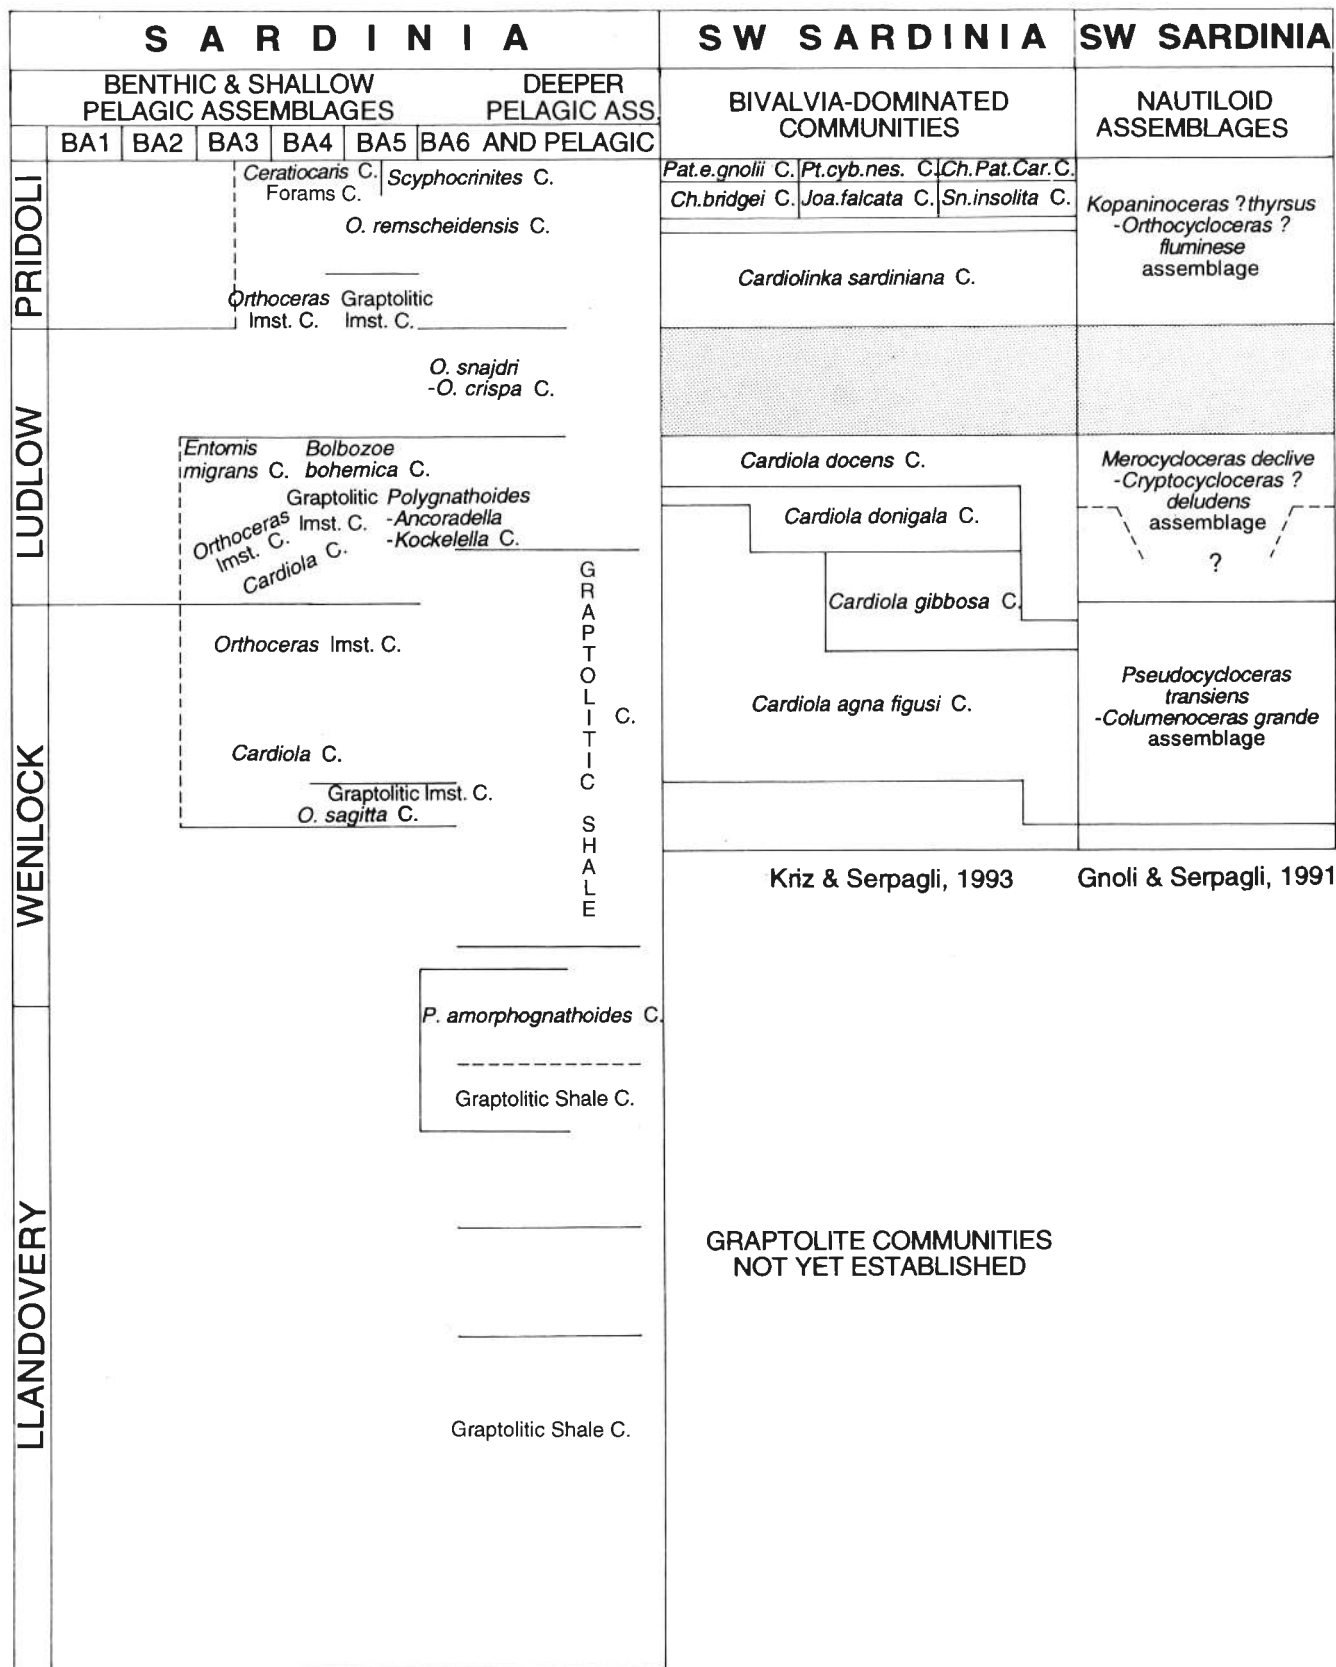 SARDINIA
SW SARDINIA
SW SARDINIA
BENTHIC & SHALLOW
PELAGIC ASSEMBLAGES
DEEPER
PELAGIC ASS.
BIVALVIA-DOMINATED
COMMUNITIES
NAUTILOID
ASSEMBLAGES
BA1 BA2 BA3 BA4 BA5 BA6 AND PELAGIC
PRIDOLI
Ceratiocaris C.
Forams C.
Scyphocrinites C.
O. remscheidensis C.
Orthoceras
lmst. C.
Graptolitic
lmst. C.
Pat.e.gnolii C. Pt.cyb.nes. C. Ch.Pat.Car.C.
Ch.bridgei C. Joa.falcata C. Sn.insolita C.
Cardiolinka sardiniana C.
Kopaninoceras ?thyrsus
-Orthocycloceras ?
fluminese
assemblage
LUDLOW
O. snajdri
-O. crispa C.
Entomis
migrans C.
Bolbozoe
bohemica C.
Graptolitic
lmst. C.
Polygnathoides
-Ancoradella
-Kockelella C.
Orthoceras
lmst. C.
Cardiola C.
Cardiola docens C.
Cardiola donigala C.
Cardiola gibbosa C.
Merocycloceras declive
-Cryptocycloceras ?
deludens
assemblage
?
GRAPTOLITIC SHALE
C.
WENLOCK
Orthoceras lmst. C.
Cardiola C.
Graptolitic lmst. C.
O. sagitta C.
Cardiola agna figusi C.
Pseudocycloceras
transiens
-Columenoceras grande
assemblage
Kriz & Serpagli, 1993
Gnoli & Serpagli, 1991
P. amorphognathoides C.
Graptolitic Shale C.
LLANDOVERY
GRAPTOLITE COMMUNITIES
NOT YET ESTABLISHED
Graptolitic Shale C.